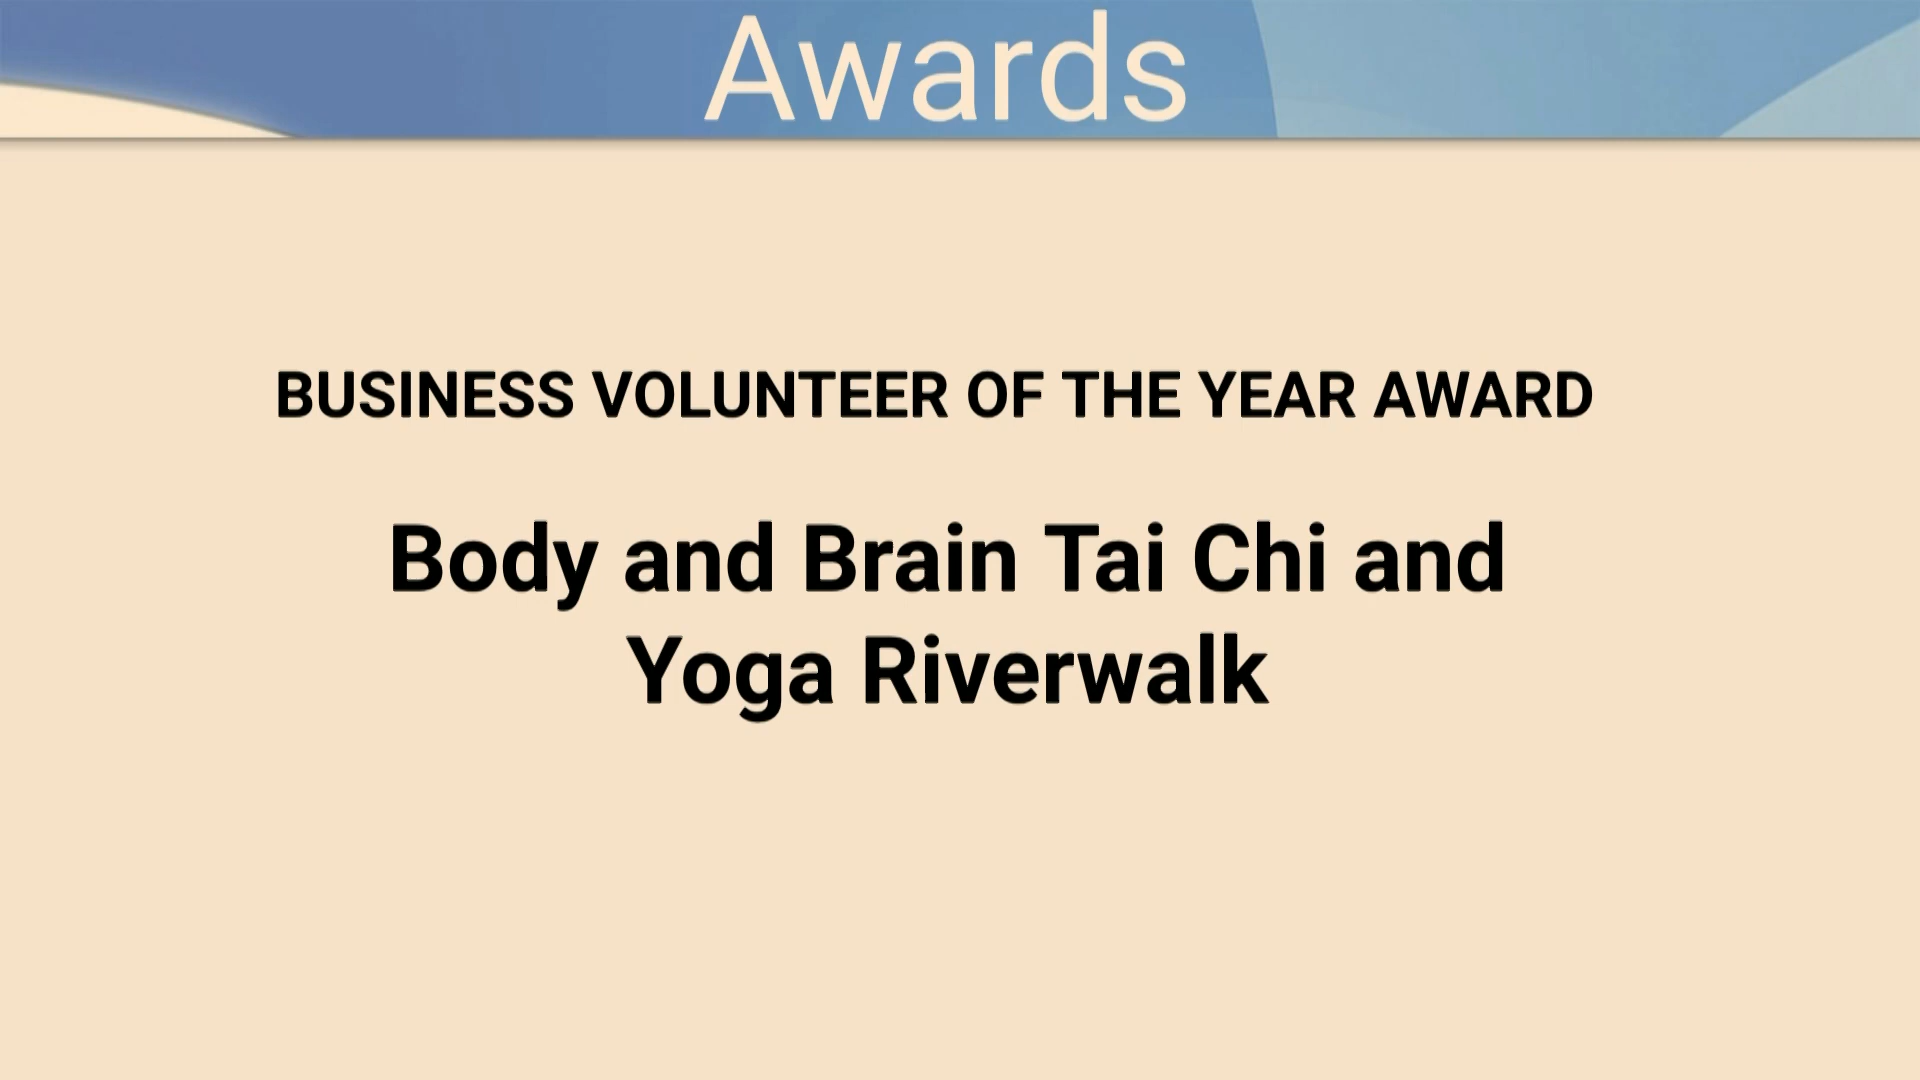 Awards
BUSINESS VOLUNTEER OF THE YEAR AWARD
Body and Brain Tai Chi and
Yoga Riverwalk